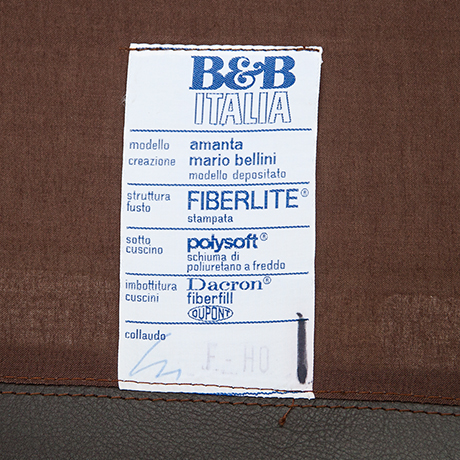 B&B
ITALIA
modello amanta
creazione mario bellini
modello depositato
struttura fusto FIBERLITE®
stampata
sotto cuscino polysoft®
schiuma di
poliuretano a freddo
imbottitura cuscini Dacron®
fiberfill
DUPONT
collaudo
F.-HO